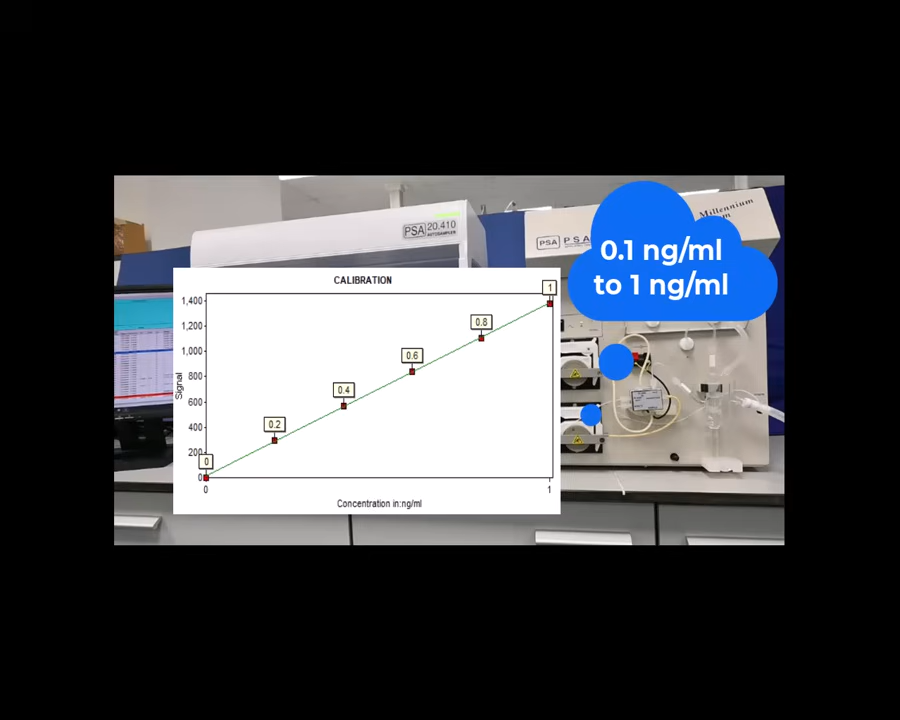 PSA 20.410
AUTOSAMPLER
PSA P S A
Millennium
0.1 ng/ml
to 1 ng/ml
CALIBRATION
1,400
1,200
1,000
800
600
400
200
0
Signal
0
0.2
0.4
0.6
0.8
1
0
1
Concentration in:ng/ml